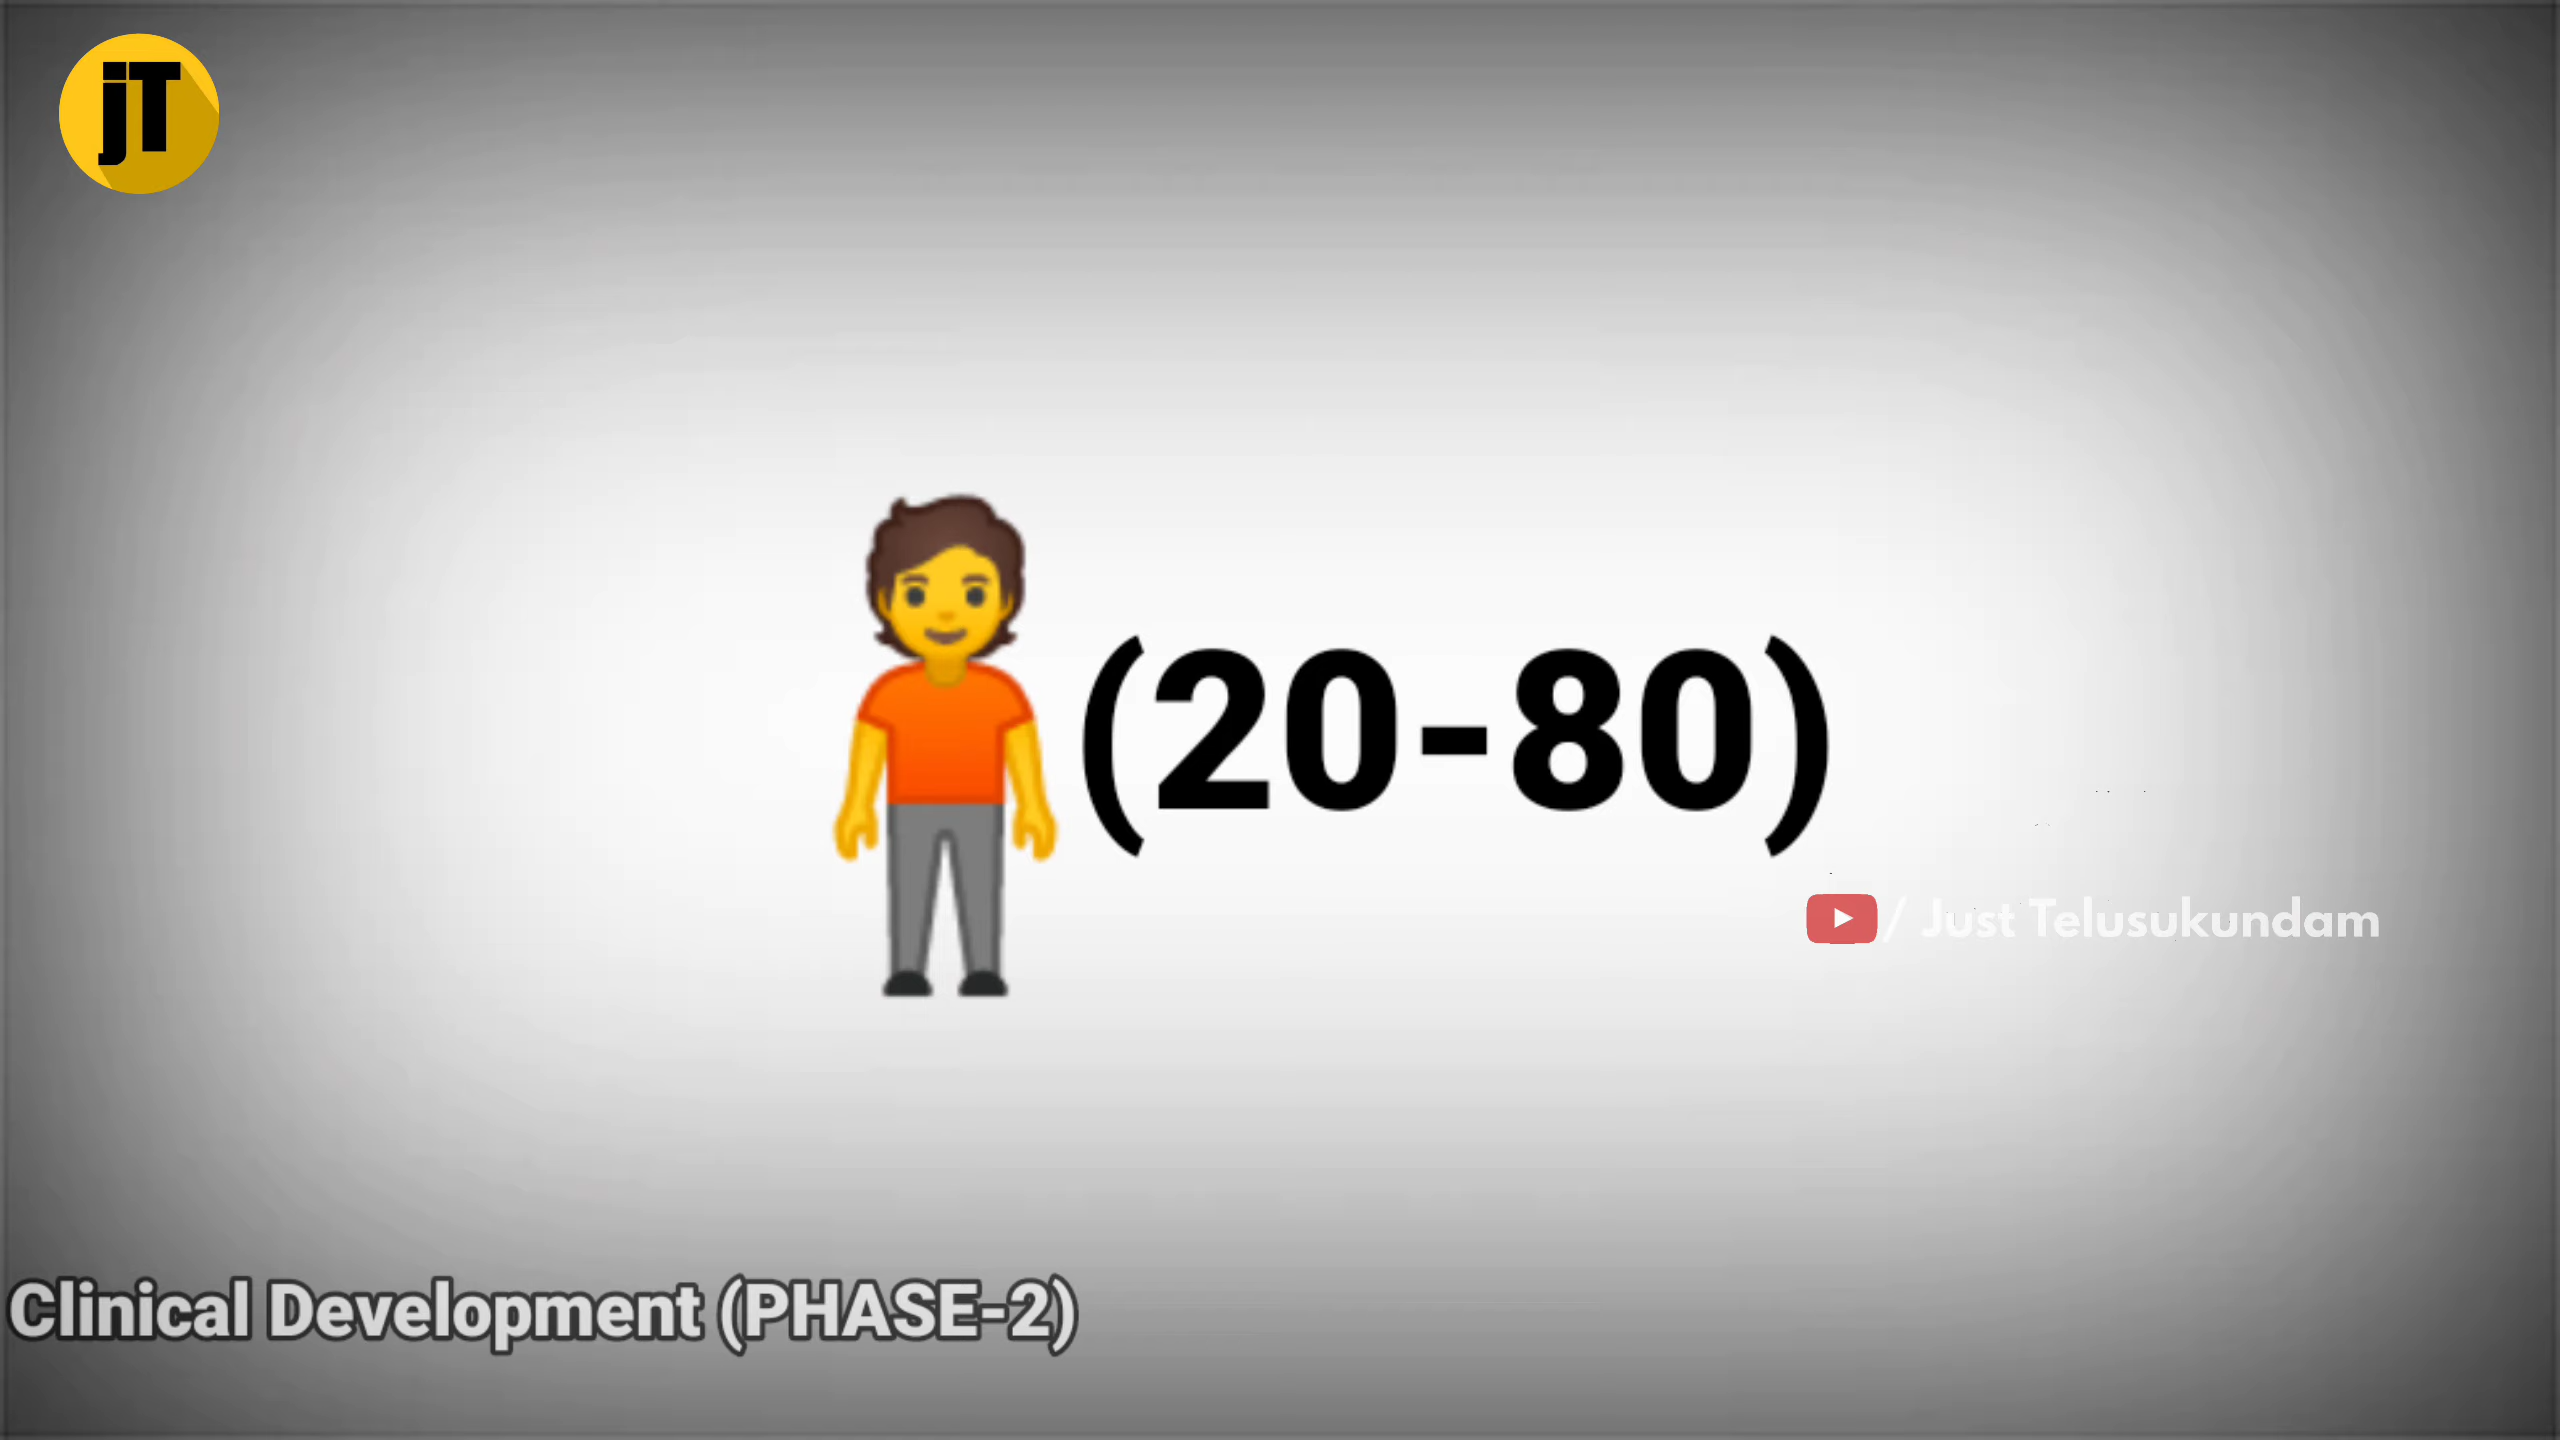 jT
(20-80)
/ Just Telusukundam
Clinical Development (PHASE-2)